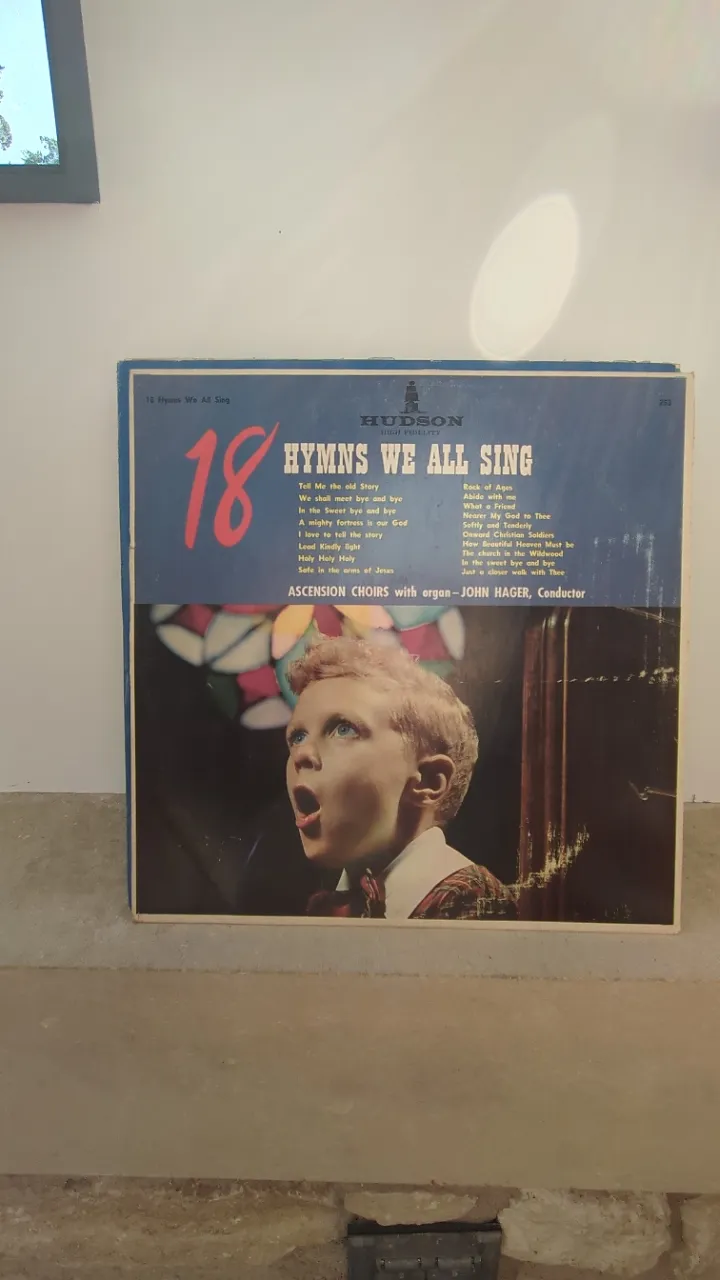 18 Hymns We All Sing
HUDSON
HIGH FIDELITY
18
HYMNS WE ALL SING
Tell Me the old Story
We shall meet bye and bye
In the Sweet bye and bye
A mighty fortress is our God
I love to tell the story
Lead Kindly light
Holy Holy Holy
Safe in the arms of Jesus
Rock of Ages
Abide with me
What a Friend
Nearer My God to Thee
Softly and Tenderly
Onward Christian Soldiers
How Beautiful Heaven Must be
The church in the Wildwood
In the sweet bye and bye
Just a closer walk with Thee
ASCENSION CHOIRS with organ—JOHN HAGER, Conductor